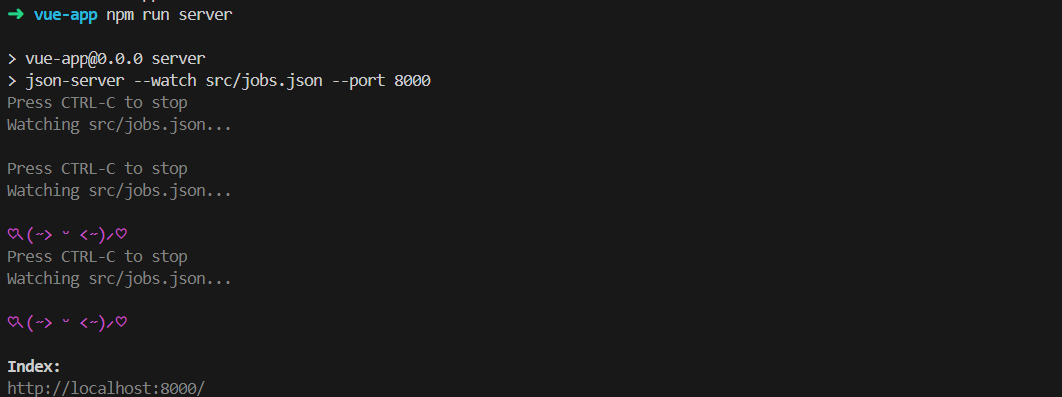 ➜ vue-app npm run server
> vue-app@0.0.0 server
> json-server --watch src/jobs.json --port 8000
Press CTRL-C to stop
Watching src/jobs.json...
Press CTRL-C to stop
Watching src/jobs.json...
♡⸜(˶˃ ᵕ ˂˶)⸝♡
Press CTRL-C to stop
Watching src/jobs.json...
♡⸜(˶˃ ᵕ ˂˶)⸝♡
Index:
http://localhost:8000/